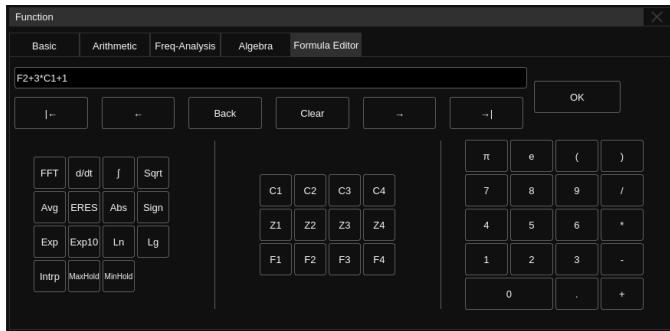 Function
Basic Arithmetic Freq-Analysis Algebra Formula Editor
F2+3*C1+1
OK
|← ← Back Clear → →|
π e ( )
FFT d/dt ∫ Sqrt
C1 C2 C3 C4
7 8 9 /
Avg ERES Abs Sign
Z1 Z2 Z3 Z4
4 5 6 *
Exp Exp10 Ln Lg
F1 F2 F3 F4
1 2 3 -
Intrp MaxHold MinHold
0 . +